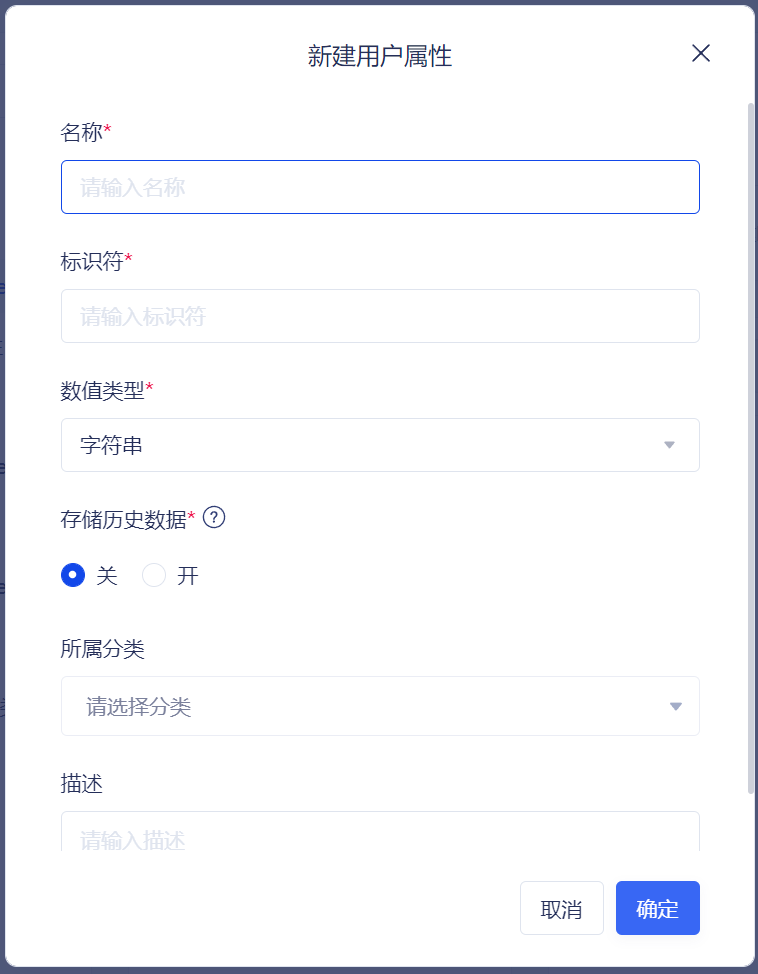 新建用户属性
名称*
请输入名称
标识符*
请输入标识符
数值类型*
字符串
存储历史数据* ?
关 开
所属分类
请选择分类
描述
请输入描述
取消 确定